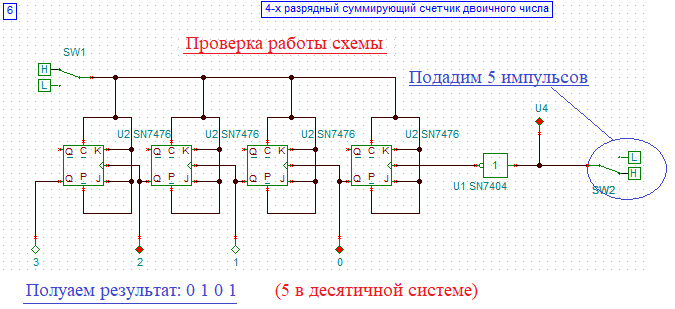 6
4-х разрядный суммирующий счетчик двоичного числа
Проверка работы схемы
SW1
H
L
Подадим 5 импульсов
U4
U2 SN7476 U2 SN7476 U2 SN7476 U2 SN7476
Q C K Q C K Q C K Q C K
Q P J Q P J Q P J Q P J
1
L
H
U1 SN7404
SW2
3 2 1 0
Полуаем результат: 0 1 0 1 (5 в десятичной системе)